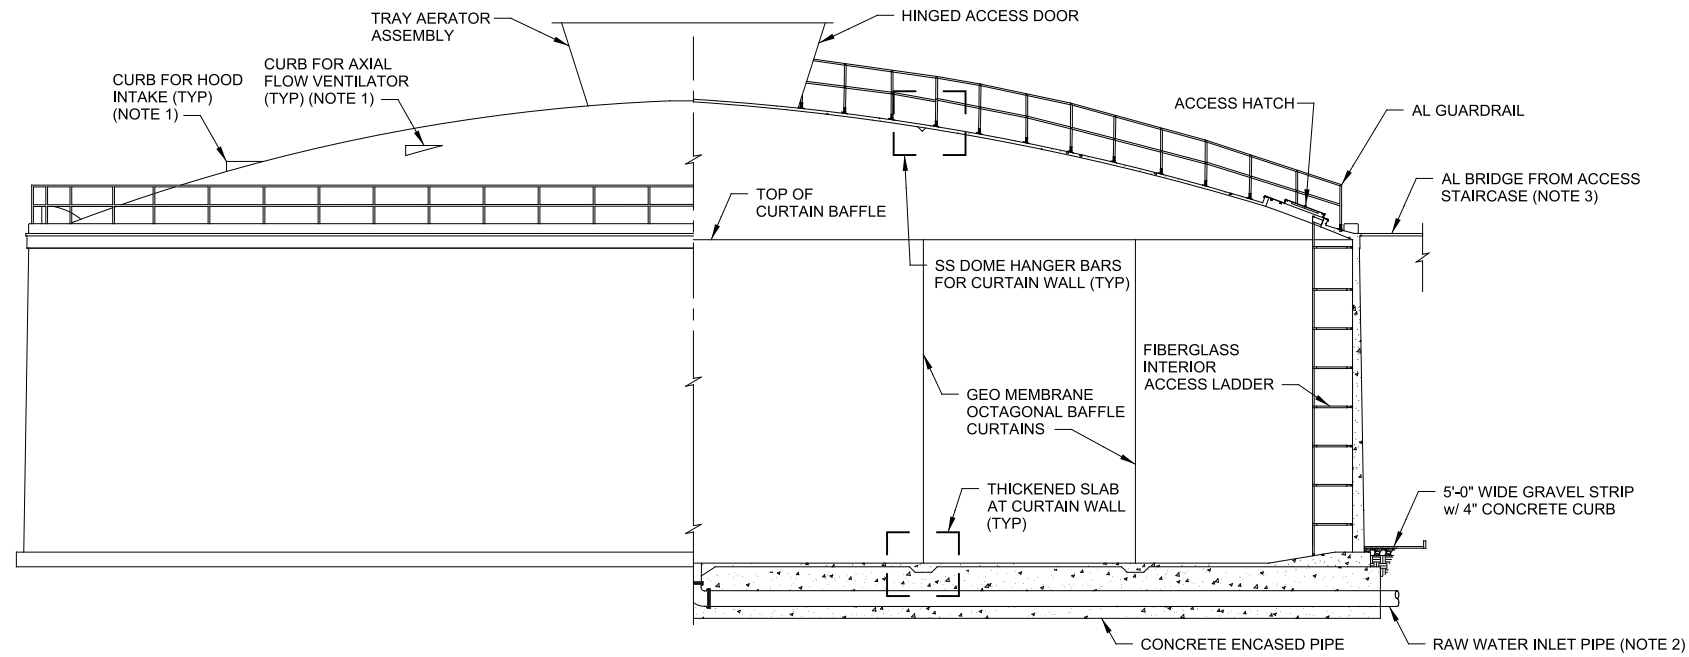 TRAY AERATOR
ASSEMBLY
HINGED ACCESS DOOR
CURB FOR HOOD
INTAKE (TYP)
(NOTE 1)
CURB FOR AXIAL
FLOW VENTILATOR
(TYP) (NOTE 1)
ACCESS HATCH
AL GUARDRAIL
AL BRIDGE FROM ACCESS
STAIRCASE (NOTE 3)
TOP OF
CURTAIN BAFFLE
SS DOME HANGER BARS
FOR CURTAIN WALL (TYP)
FIBERGLASS
INTERIOR
ACCESS LADDER
GEO MEMBRANE
OCTAGONAL BAFFLE
CURTAINS
THICKENED SLAB
AT CURTAIN WALL
(TYP)
5'-0" WIDE GRAVEL STRIP
w/ 4" CONCRETE CURB
CONCRETE ENCASED PIPE
RAW WATER INLET PIPE (NOTE 2)